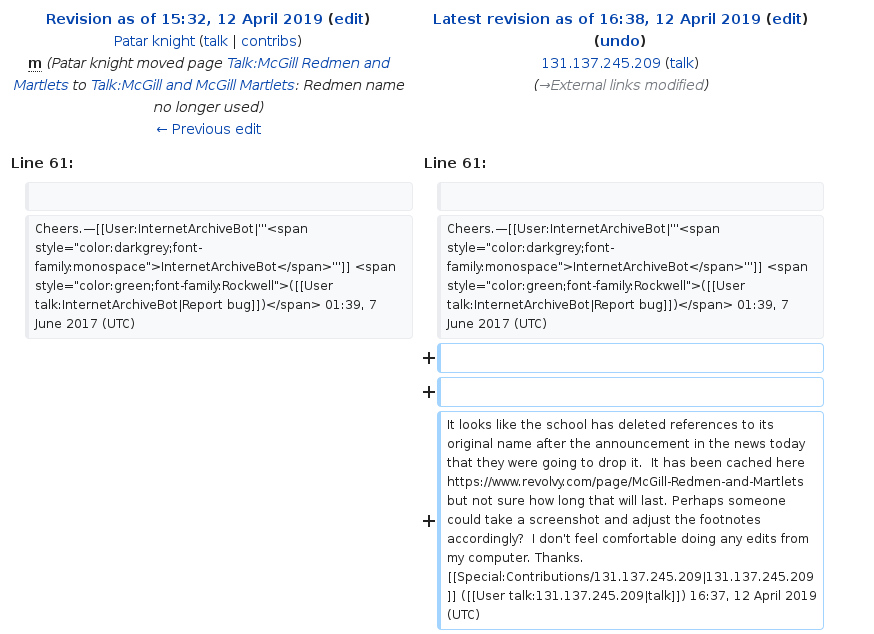 Revision as of 15:32, 12 April 2019 (edit)
Patar knight (talk | contribs)
m (Patar knight moved page Talk:McGill Redmen and
Martlets to Talk:McGill and McGill Martlets: Redmen name
no longer used)
← Previous edit
Latest revision as of 16:38, 12 April 2019 (edit)
(undo)
131.137.245.209 (talk)
(→External links modified)
Line 61:
Line 61:
Cheers.—[[User:InternetArchiveBot|'''<span
style="color:darkgrey;font-
family:monospace">InternetArchiveBot</span>''']] <span
style="color:green;font-family:Rockwell">([[User
talk:InternetArchiveBot|Report bug]])</span> 01:39, 7
June 2017 (UTC)
Cheers.—[[User:InternetArchiveBot|'''<span
style="color:darkgrey;font-
family:monospace">InternetArchiveBot</span>''']] <span
style="color:green;font-family:Rockwell">([[User
talk:InternetArchiveBot|Report bug]])</span> 01:39, 7
June 2017 (UTC)
+
+
+
It looks like the school has deleted references to its
original name after the announcement in the news today
that they were going to drop it.  It has been cached here
https://www.revolvy.com/page/McGill-Redmen-and-Martlets
but not sure how long that will last. Perhaps someone
could take a screenshot and adjust the footnotes
accordingly?  I don't feel comfortable doing any edits from
my computer. Thanks.
[[Special:Contributions/131.137.245.209|131.137.245.209
]] ([[User talk:131.137.245.209|talk]]) 16:37, 12 April 2019
(UTC)